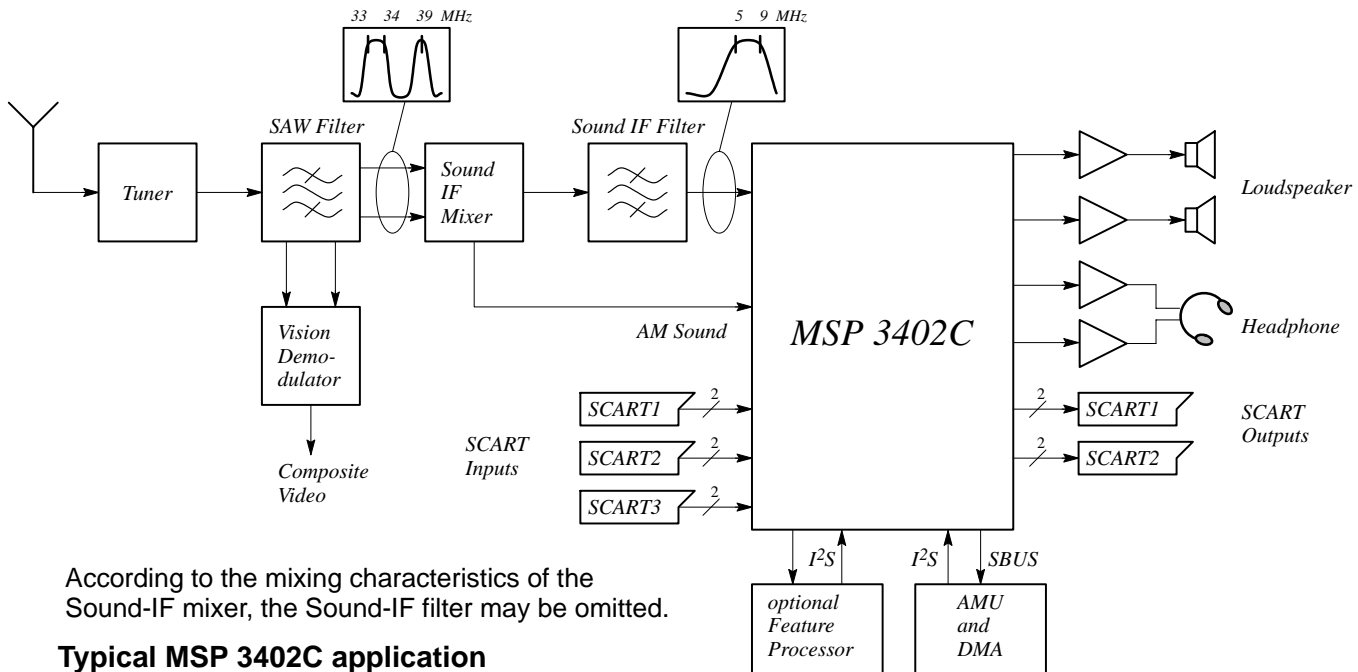 33 34 39 MHz
5 9 MHz
SAW Filter
Sound IF Filter
Tuner
Sound
IF
Mixer
Loudspeaker
Vision
Demo-
dulator
AM Sound
MSP 3402C
Headphone
Composite
Video
SCART
Inputs
SCART1
2
SCART2
2
SCART3
2
2
SCART1
2
SCART2
SCART
Outputs
I²S
I²S
SBUS
optional
Feature
Processor
AMU
and
DMA
According to the mixing characteristics of the
Sound-IF mixer, the Sound-IF filter may be omitted.
Typical MSP 3402C application